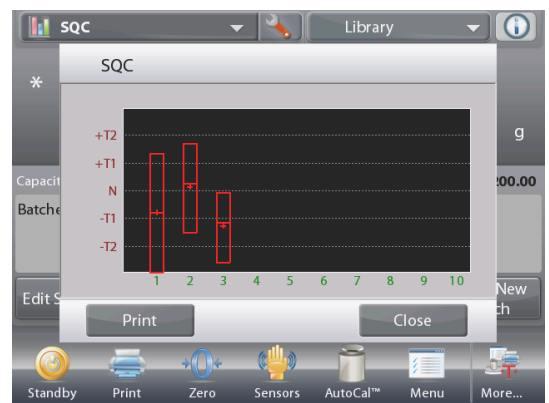 SQC Library
SQC
*
g
+T2
+T1
N
-T1
-T2
Capacit 200.00
Batche
1 2 3 4 5 6 7 8 9 10
Edit S New
ch
Print Close
Standby Print Zero Sensors AutoCal™ Menu More...